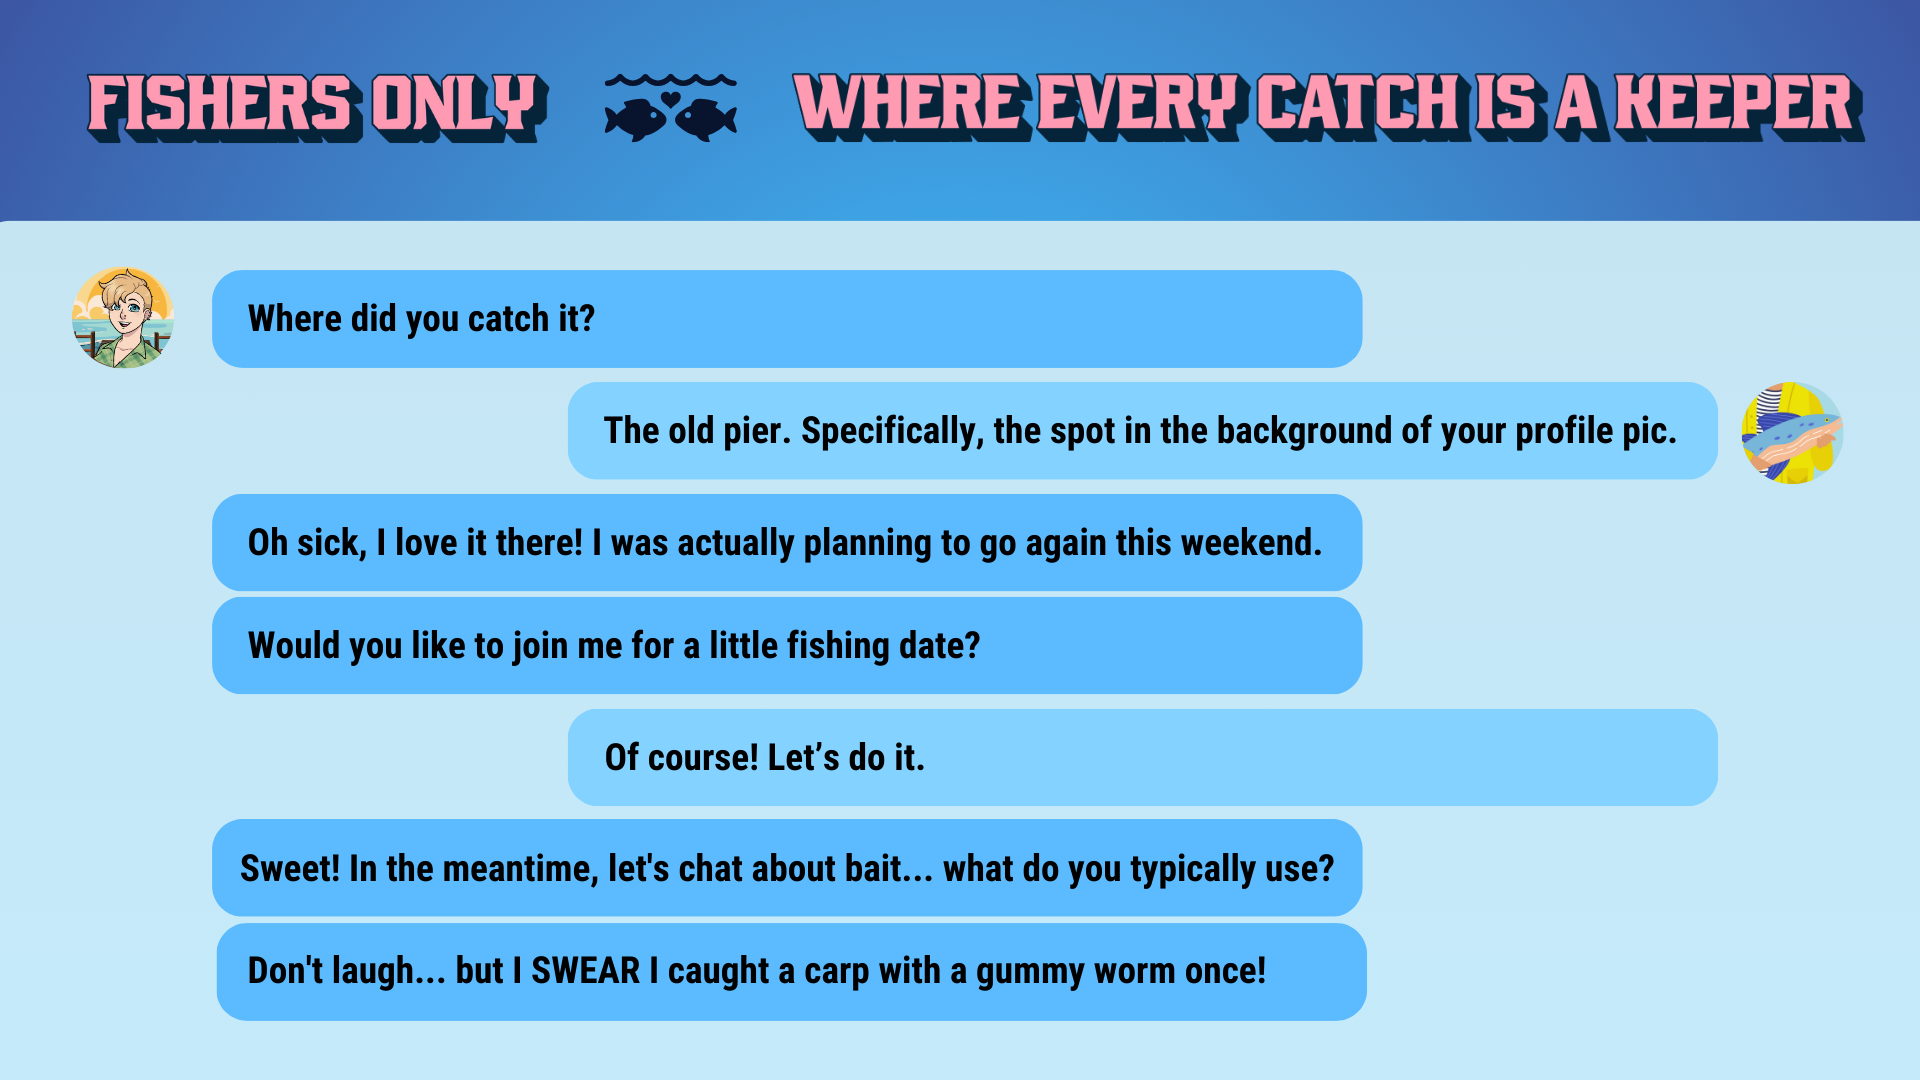 FISHERS ONLY WHERE EVERY CATCH IS A KEEPER
Where did you catch it?
The old pier. Specifically, the spot in the background of your profile pic.
Oh sick, I love it there! I was actually planning to go again this weekend.
Would you like to join me for a little fishing date?
Of course! Let’s do it.
Sweet! In the meantime, let's chat about bait... what do you typically use?
Don't laugh... but I SWEAR I caught a carp with a gummy worm once!